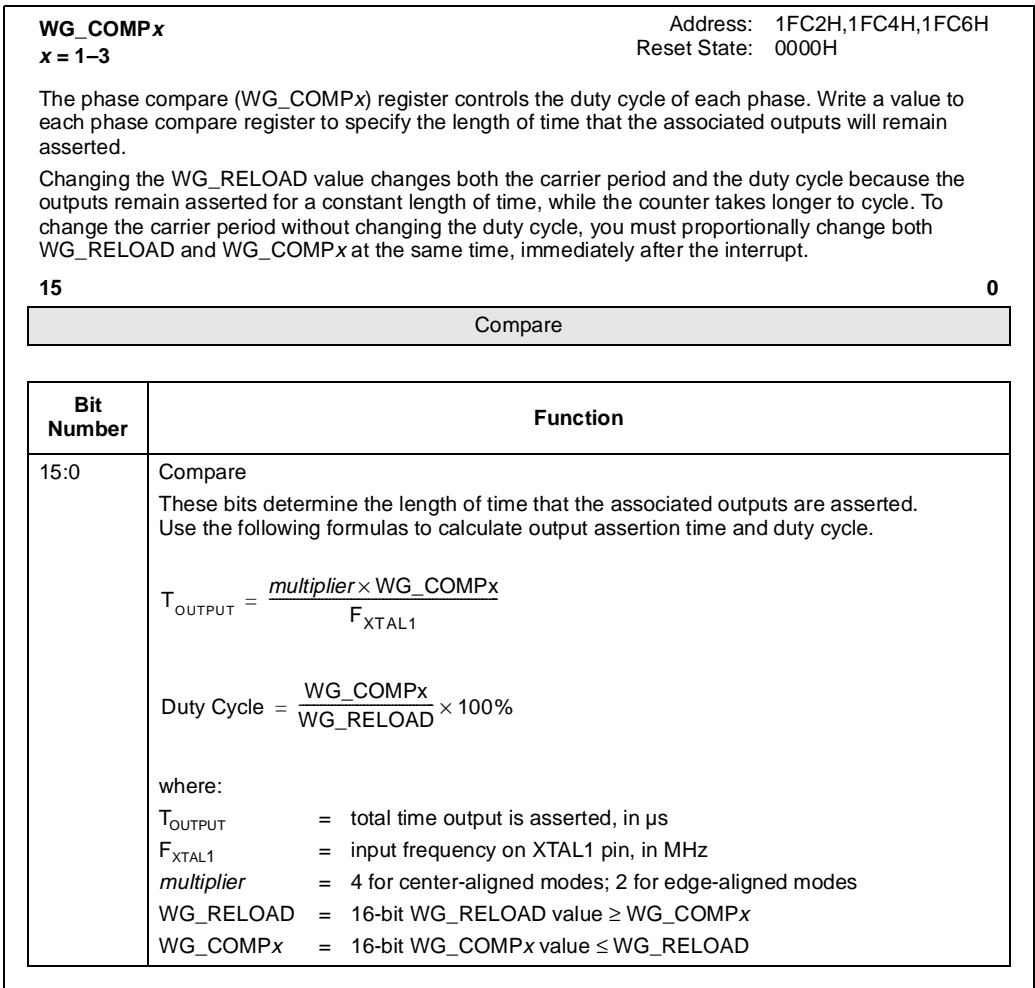 WG_COMPx
x = 1–3
Address: 1FC2H,1FC4H,1FC6H
Reset State: 0000H
The phase compare (WG_COMPx) register controls the duty cycle of each phase. Write a value to
each phase compare register to specify the length of time that the associated outputs will remain
asserted.
Changing the WG_RELOAD value changes both the carrier period and the duty cycle because the
outputs remain asserted for a constant length of time, while the counter takes longer to cycle. To
change the carrier period without changing the duty cycle, you must proportionally change both
WG_RELOAD and WG_COMPx at the same time, immediately after the interrupt.
15 0
Compare
Bit Number Function
15:0 Compare
These bits determine the length of time that the associated outputs are asserted.
Use the following formulas to calculate output assertion time and duty cycle.
T_OUTPUT = multiplier × WG_COMPx / F_XTAL1
Duty Cycle = WG_COMPx / WG_RELOAD × 100%
where:
T_OUTPUT = total time output is asserted, in µs
F_XTAL1 = input frequency on XTAL1 pin, in MHz
multiplier = 4 for center-aligned modes; 2 for edge-aligned modes
WG_RELOAD = 16-bit WG_RELOAD value ≥ WG_COMPx
WG_COMPx = 16-bit WG_COMPx value ≤ WG_RELOAD